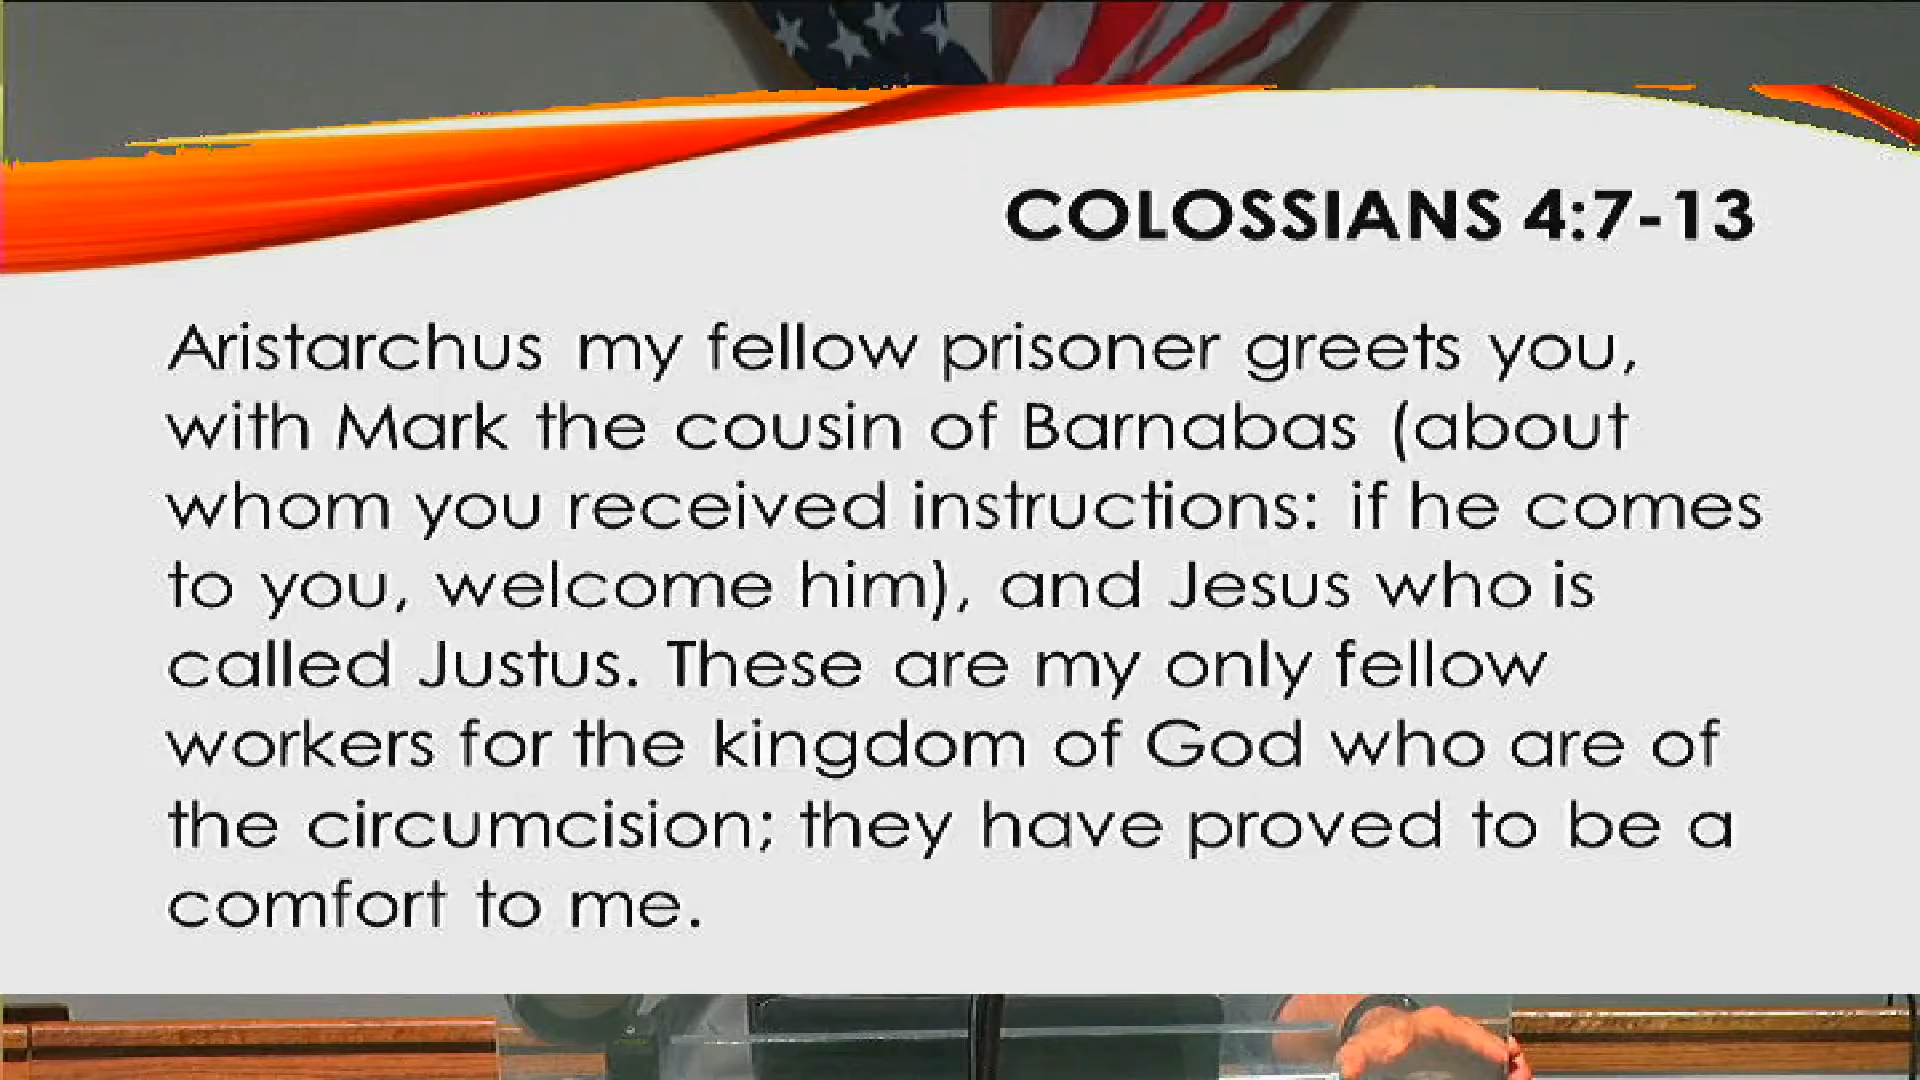 COLOSSIANS 4:7-13
Aristarchus my fellow prisoner greets you,
with Mark the cousin of Barnabas (about
whom you received instructions: if he comes
to you, welcome him), and Jesus who is
called Justus. These are my only fellow
workers for the kingdom of God who are of
the circumcision; they have proved to be a
comfort to me.